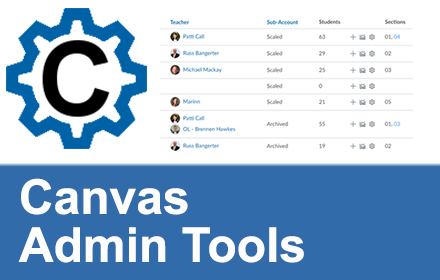 C
Teacher Sub-Account Students Sections
Patti Call Scaled 63 01, 04
Russ Bangerter Scaled 29 02
Michael Mackay Scaled 25 03
Scaled 0
Marinn Scaled 21 05
Patti Call
OL - Brennen Hawkes Archived 55 01, 03
Russ Bangerter Archived 19 02
Canvas
Admin Tools